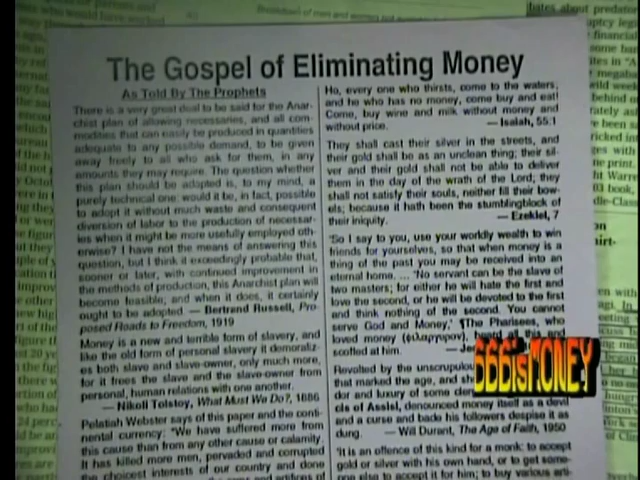 The Gospel of Eliminating Money
As Told By The Prophets
There is a very great deal to be said for the Anar-
chist plan of allowing necessaries, and all com-
modities that can easily be produced in quantities
adequate to any possible demand, to be given
away freely to all who ask for them, in any
amounts they may require. The question whether
this plan should be adopted is, to my mind, a
purely technical one: would it be, in fact, possible
to adopt it without much waste and consequent
diversion of labor to the production of necessar-
ies when it might be more usefully employed oth-
erwise? I have not the means of answering this
question, but I think it exceedingly probable that,
sooner or later, with continued improvement in
the methods of production, this Anarchist plan will
become feasible; and when it does, it certainly
ought to be adopted. — Bertrand Russell, Pro-
posed Roads to Freedom, 1919
Money is a new and terrible form of slavery, and
like the old form of personal slavery it demoraliz-
es both slave and slave-owner, only much more,
for it frees the slave and the slave-owner from
personal, human relations with one another.
— Nikoli Tolstoy, What Must We Do?, 1886
Pelatiah Webster says of this paper and the conti-
nental currency: "We have suffered more from
this cause than from any other cause or calamity.
It has killed more men, pervaded and corrupted
the choicest interests of our country and done
Ho, every one who thirsts, come to the waters;
and he who has no money, come buy and eat!
Come, buy wine and milk without money and
without price. — Isaiah, 55:1
They shall cast their silver in the streets, and
their gold shall be as an unclean thing; their sil-
ver and their gold shall not be able to deliver
them in the day of the wrath of the Lord; they
shall not satisfy their souls, neither fill their bow-
els; because it hath been the stumblingblock of
their iniquity. — Ezekiel, 7
"So I say to you, use your worldly wealth to win
friends for yourselves, so that when money is a
thing of the past you may be received into an
eternal home. ... "No servant can be the slave of
two masters; for either he will hate the first and
love the second, or he will be devoted to the first
and think nothing of the second. You cannot
serve God and Money," The Pharisees, who
loved money (φιλαργυρον), heard all this and
scoffed at him. — Je
Revolted by the unscrupulou
that marked the age, and sh
dor and luxury of some cler
cis of Assisi, denounced money itself as a devil
and a curse and bade his followers despise it as
dung. — Will Durant, The Age of Faith, 1950
"It is an offence of this kind for a monk: to accept
gold or silver with his own hand, or to get some-
one else to accept it for him; to buy various arti-
666isMONEY